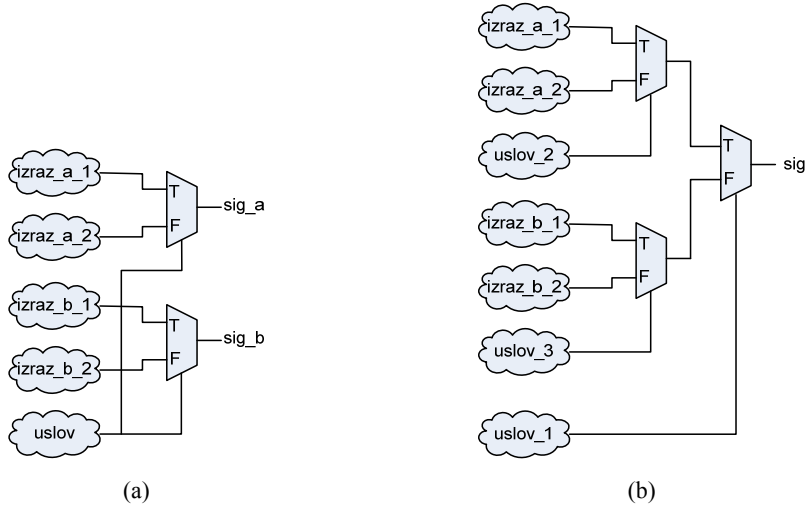 izraz_a_1
T
izraz_a_2
F
sig_a
izraz_b_1
T
izraz_b_2
F
sig_b
uslov
(a)
izraz_a_1
T
izraz_a_2
F
uslov_2
T
F
sig
izraz_b_1
T
izraz_b_2
F
uslov_3
uslov_1
(b)